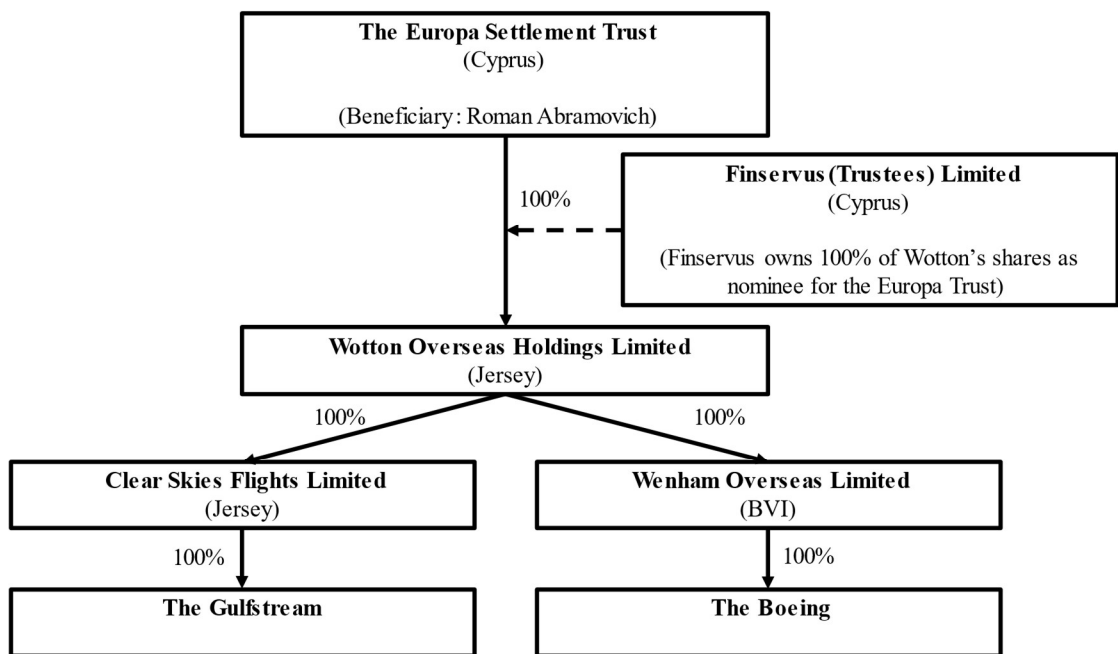 The Europa Settlement Trust
(Cyprus)
(Beneficiary: Roman Abramovich)
100%
Finservus (Trustees) Limited
(Cyprus)
(Finservus owns 100% of Wotton's shares as
nominee for the Europa Trust)
Wotton Overseas Holdings Limited
(Jersey)
100%
100%
Clear Skies Flights Limited
(Jersey)
Wenham Overseas Limited
(BVI)
100%
100%
The Gulfstream
The Boeing